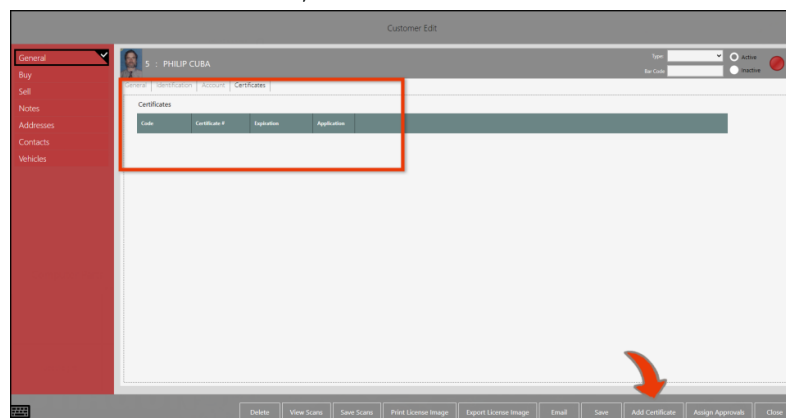 Customer Edit
General
Buy
Sell
Notes
Addresses
Contacts
Vehicles
5 : PHILIP CUBA
Type
Bar Code
Active
Inactive
General Identification Account Certificates
Certificates
Code Certificate # Expiration Application
Delete View Scans Save Scans Print License Image Export License Image Email Save Add Certificate Assign Approvals Close